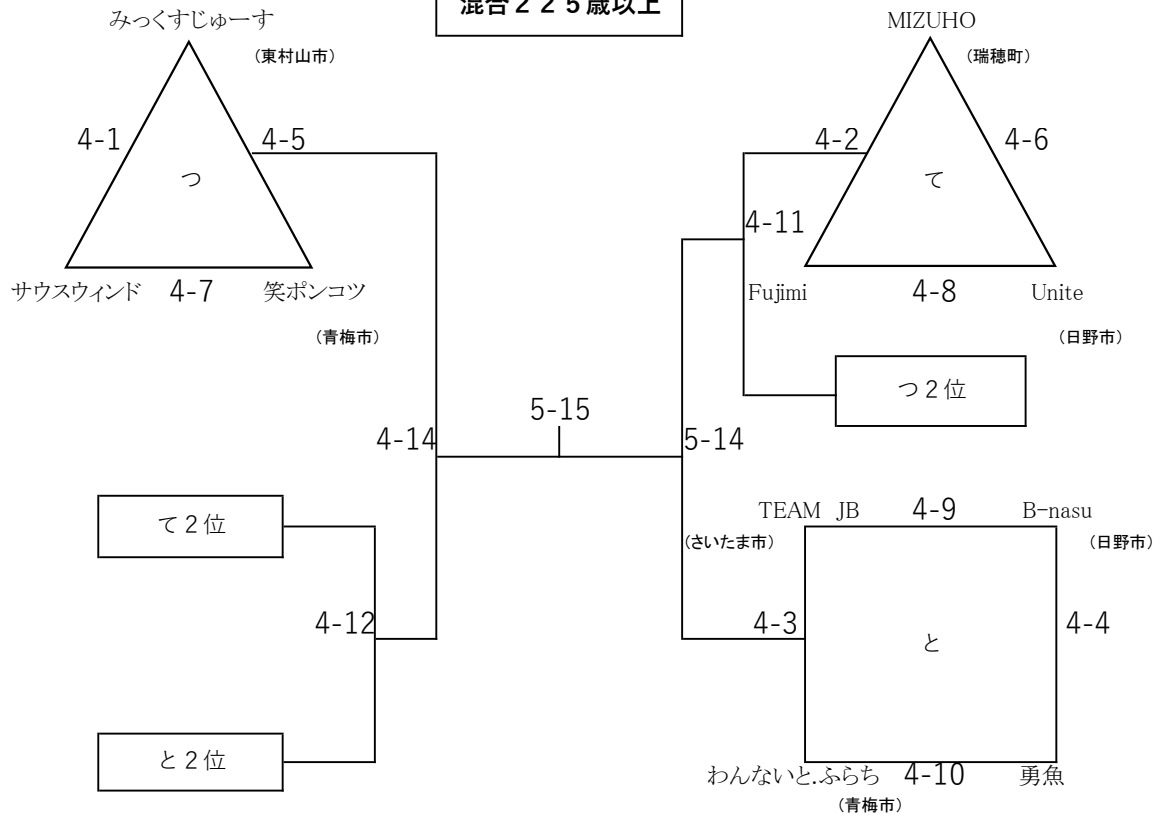 混合２２５歳以上
みっくすじゅーす
（東村山市）
4-1
4-5
つ
サウスウィンド
4-7
笑ポンコツ
（青梅市）
MIZUHO
（瑞穂町）
4-2
4-6
て
4-11
Fujimi
4-8
Unite
（日野市）
つ２位
5-15
4-14
5-14
て２位
4-12
と２位
TEAM JB
4-9
B-nasu
（さいたま市）
（日野市）
4-3
4-4
と
わんないと.ふらち
4-10
勇魚
（青梅市）